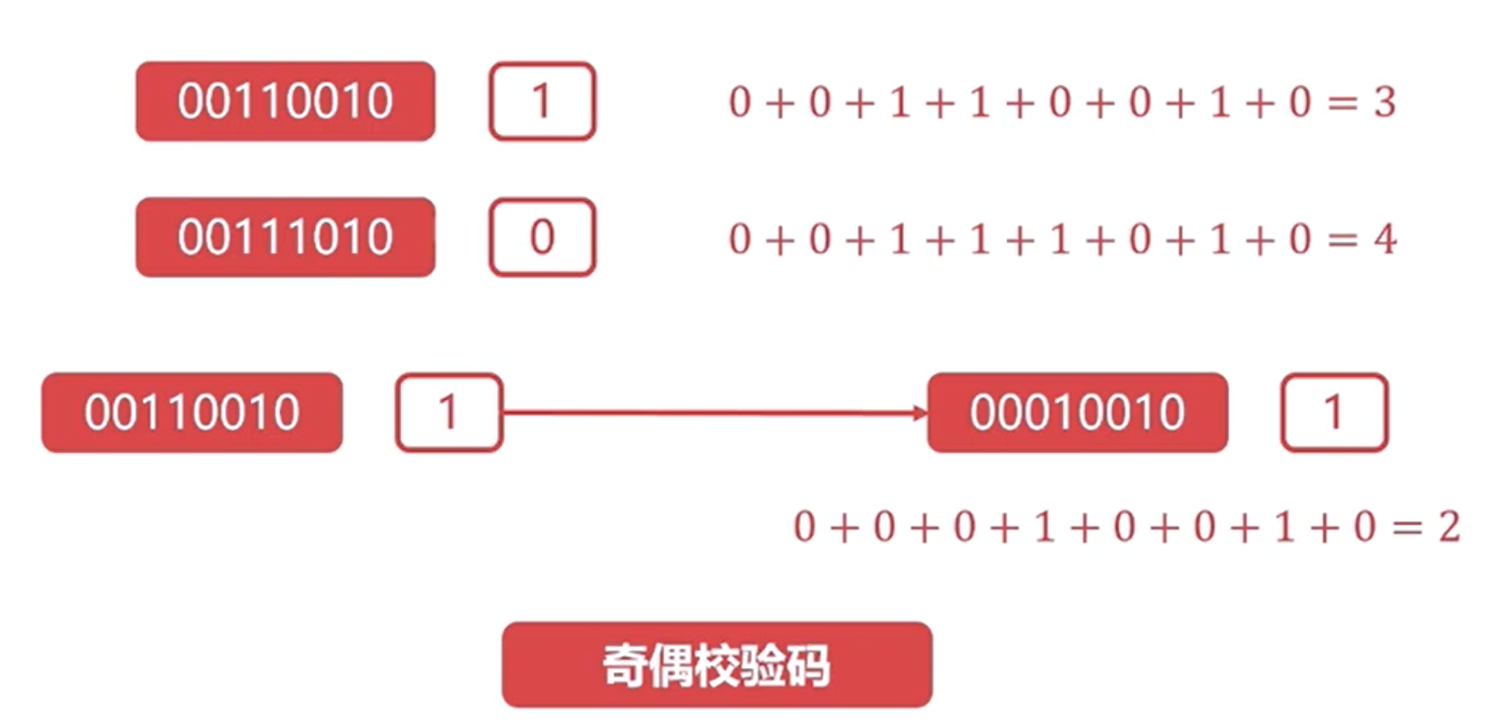 00110010 1 0 + 0 + 1 + 1 + 0 + 0 + 1 + 0 = 3
00111010 0 0 + 0 + 1 + 1 + 1 + 0 + 1 + 0 = 4
00110010 1 00010010 1
0 + 0 + 0 + 1 + 0 + 0 + 1 + 0 = 2
奇偶校验码